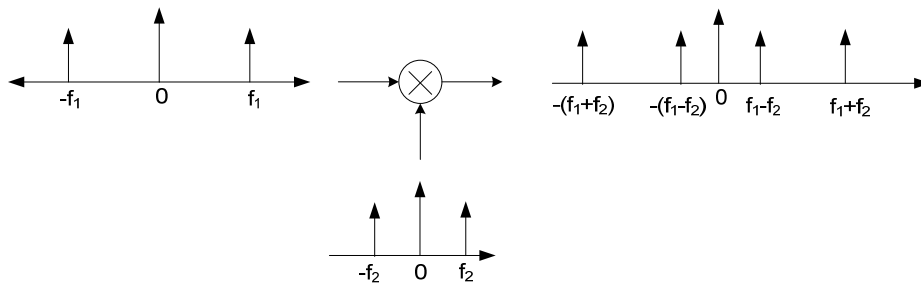 -f₁ 0 f₁
-(f₁+f₂) -(f₁-f₂) 0 f₁-f₂ f₁+f₂
-f₂ 0 f₂